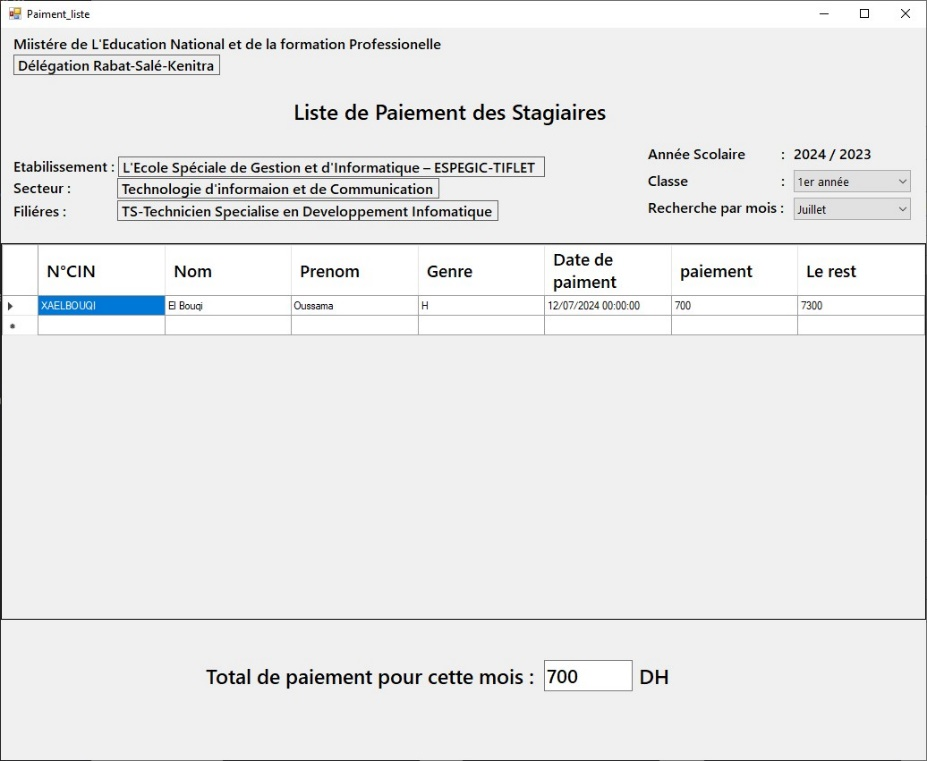 Paiment_liste
Miistére de L'Education National et de la formation Professionelle
Délégation Rabat-Salé-Kenitra
Liste de Paiement des Stagiaires
Etabilissement : L'Ecole Spéciale de Gestion et d'Informatique – ESPEGIC-TIFLET
Secteur : Technologie d'informaion et de Communication
Filiéres : TS-Technicien Specialise en Developpement Infomatique
Année Scolaire : 2024 / 2023
Classe : 1er année
Recherche par mois : Juillet
N°CIN Nom Prenom Genre Date de paiment paiement Le rest
XAELBOUQI El Bouqi Oussama H 12/07/2024 00:00:00 700 7300
Total de paiement pour cette mois : 700 DH